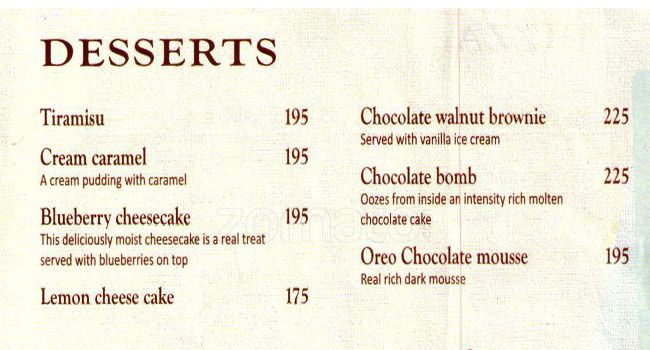 DESSERTS
Tiramisu 195
Cream caramel 195
A cream pudding with caramel
Blueberry cheesecake 195
This deliciously moist cheesecake is a real treat
served with blueberries on top
Lemon cheese cake 175
Chocolate walnut brownie 225
Served with vanilla ice cream
Chocolate bomb 225
Oozes from inside an intensity rich molten
chocolate cake
Oreo Chocolate mousse 195
Real rich dark mousse